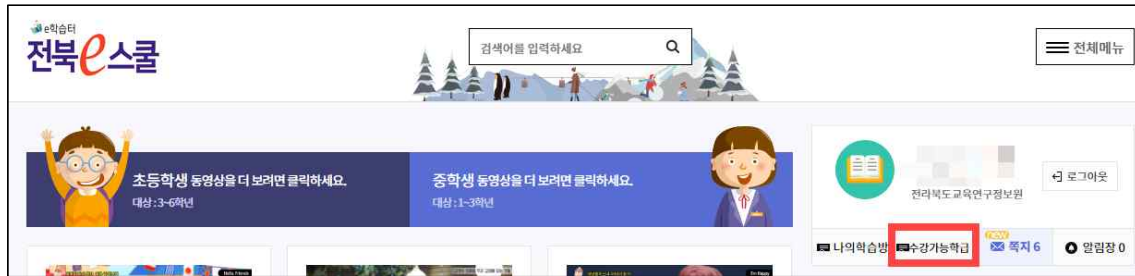 e학습터
전북e스쿨
검색어를 입력하세요
전체메뉴
초등학생 동영상을 더 보려면 클릭하세요.
대상 : 3~6학년
중학생 동영상을 더 보려면 클릭하세요.
대상 : 1~3학년
전라북도교육연구정보원
로그아웃
나의학습방
수강가능학급
new
쪽지 6
알림장 0
Hello, Friends
I'm Happy